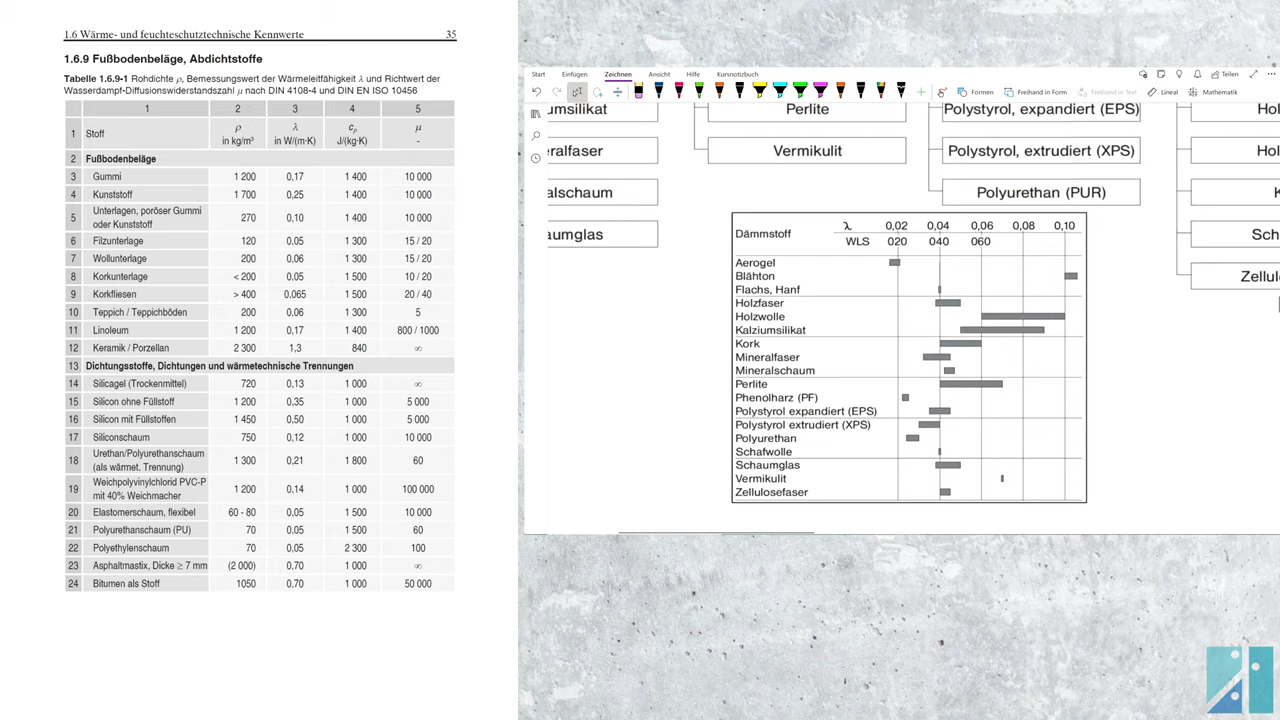 1.6 Wärme- und feuchteschutztechnische Kennwerte 35
1.6.9 Fußbodenbeläge, Abdichtstoffe
Tabelle 1.6.9-1 Rohdichte ρ, Bemessungswert der Wärmeleitfähigkeit λ und Richtwert der
Wasserdampf-Diffusionswiderstandszahl μ nach DIN 4108-4 und DIN EN ISO 10456
1 2 3 4 5
1 Stoff ρ in kg/m³ λ in W/(m·K) cp J/(kg·K) μ -
2 Fußbodenbeläge
3 Gummi 1 200 0,17 1 400 10 000
4 Kunststoff 1 700 0,25 1 400 10 000
5 Unterlagen, poröser Gummi oder Kunststoff 270 0,10 1 400 10 000
6 Filzunterlage 120 0,05 1 300 15 / 20
7 Wollunterlage 200 0,06 1 300 15 / 20
8 Korkunterlage < 200 0,05 1 500 10 / 20
9 Korkfliesen > 400 0,065 1 500 20 / 40
10 Teppich / Teppichböden 200 0,06 1 300 5
11 Linoleum 1 200 0,17 1 400 800 / 1000
12 Keramik / Porzellan 2 300 1,3 840 ∞
13 Dichtungsstoffe, Dichtungen und wärmetechnische Trennungen
14 Silicagel (Trockenmittel) 720 0,13 1 000 ∞
15 Silicon ohne Füllstoff 1 200 0,35 1 000 5 000
16 Silicon mit Füllstoffen 1 450 0,50 1 000 5 000
17 Siliconschaum 750 0,12 1 000 10 000
18 Urethan/Polyurethanschaum (als wärmet. Trennung) 1 300 0,21 1 800 60
19 Weichpolyvinylchlorid PVC-P mit 40% Weichmacher 1 200 0,14 1 000 100 000
20 Elastomerschaum, flexibel 60 - 80 0,05 1 500 10 000
21 Polyurethanschaum (PU) 70 0,05 1 500 60
22 Polyethylenschaum 70 0,05 2 300 100
23 Asphaltmastix, Dicke ≥ 7 mm (2 000) 0,70 1 000 ∞
24 Bitumen als Stoff 1050 0,70 1 000 50 000
Start Einfügen Zeichnen Ansicht Hilfe Kursnotizbuch Teilen
Formen Freihand in Form Freihand in Text Lineal Mathematik
umsilikat Perlite Polystyrol, expandiert (EPS) Hol
eralfaser Vermikulit Polystyrol, extrudiert (XPS) Hol
alschaum Polyurethan (PUR) K
aumglas Sch
Zellulo
Dämmstoff λ 0,02 0,04 0,06 0,08 0,10
WLS 020 040 060
Aerogel
Blähton
Flachs, Hanf
Holzfaser
Holzwolle
Kalziumsilikat
Kork
Mineralfaser
Mineralschaum
Perlite
Phenolharz (PF)
Polystyrol expandiert (EPS)
Polystyrol extrudiert (XPS)
Polyurethan
Schafwolle
Schaumglas
Vermikulit
Zellulosefaser